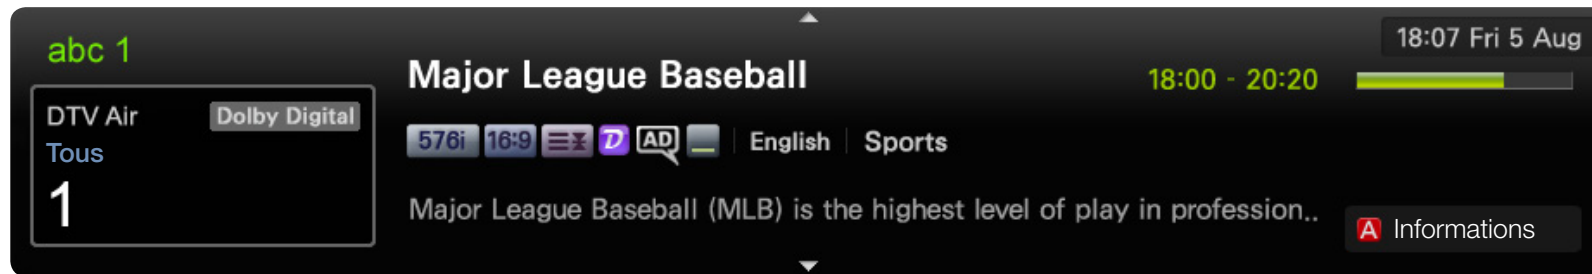 abc 1
DTV Air Dolby Digital
Tous
1
Major League Baseball
18:00 - 20:20
18:07 Fri 5 Aug
576i 16:9 D AD English Sports
Major League Baseball (MLB) is the highest level of play in profession..
A Informations